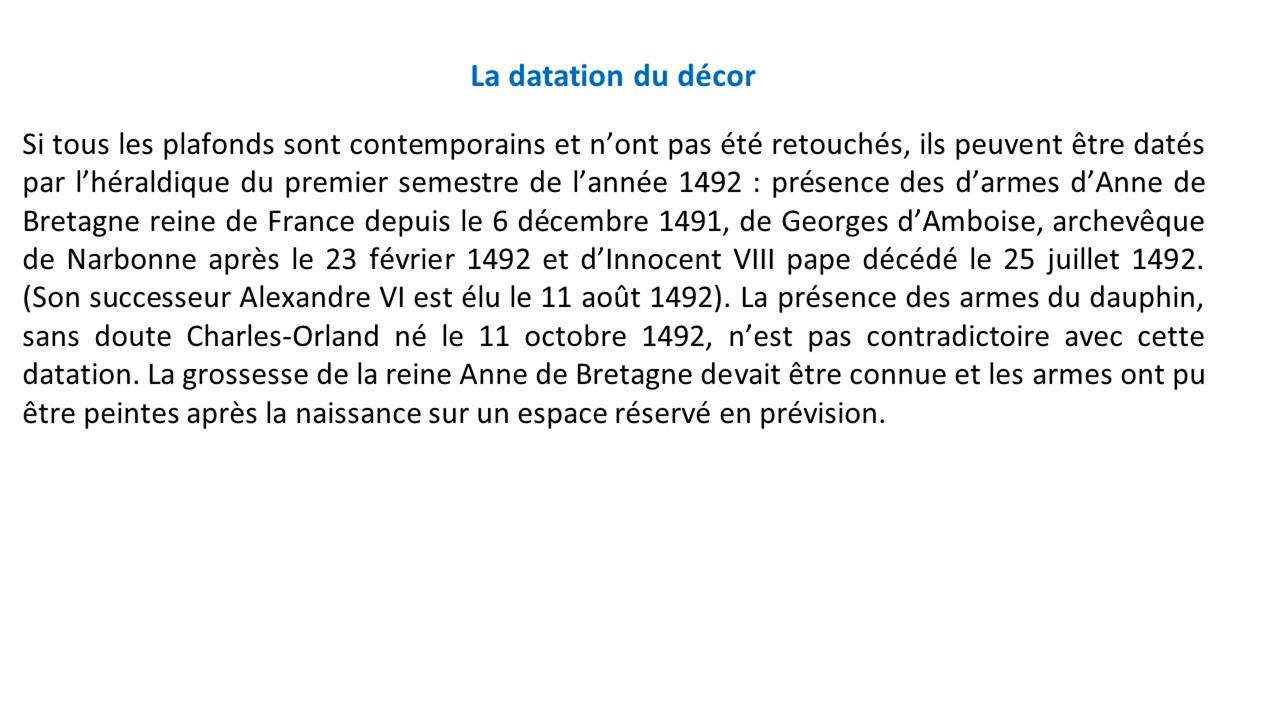 La datation du décor
Si tous les plafonds sont contemporains et n’ont pas été retouchés, ils peuvent être datés
par l’héraldique du premier semestre de l’année 1492 : présence des d’armes d’Anne de
Bretagne reine de France depuis le 6 décembre 1491, de Georges d’Amboise, archevêque
de Narbonne après le 23 février 1492 et d’Innocent VIII pape décédé le 25 juillet 1492.
(Son successeur Alexandre VI est élu le 11 août 1492). La présence des armes du dauphin,
sans doute Charles-Orland né le 11 octobre 1492, n’est pas contradictoire avec cette
datation. La grossesse de la reine Anne de Bretagne devait être connue et les armes ont pu
être peintes après la naissance sur un espace réservé en prévision.